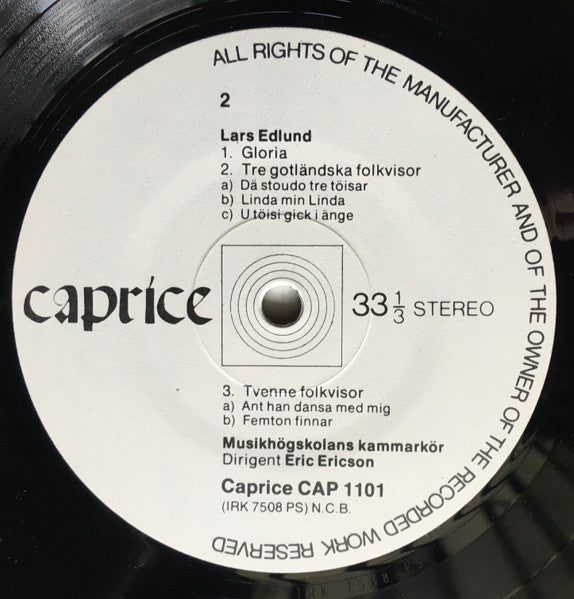 ALL RIGHTS OF THE MANUFACTURER AND OF THE OWNER OF THE RECORDED WORK RESERVED
2
Lars Edlund
1. Gloria
2. Tre gotländska folkvisor
a) Dä stoudo tre töisar
b) Linda min Linda
c) U töisi gick i änge
caprice
33 1/3 STEREO
3. Tvenne folkvisor
a) Ant han dansa med mig
b) Femton finnar
Musikhögskolans kammarkör
Dirigent Eric Ericson
Caprice CAP 1101
(IRK 7508 PS) N.C.B.